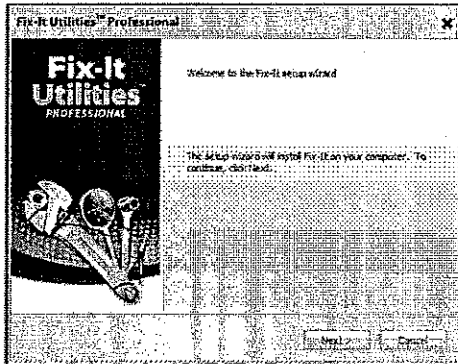 Fix-It Utilities™ Professional
Fix-It
Utilities™
PROFESSIONAL
Welcome to the Fix-It setup wizard
The setup wizard will install Fix-It on your computer. To
continue, click Next.
Next >
Cancel